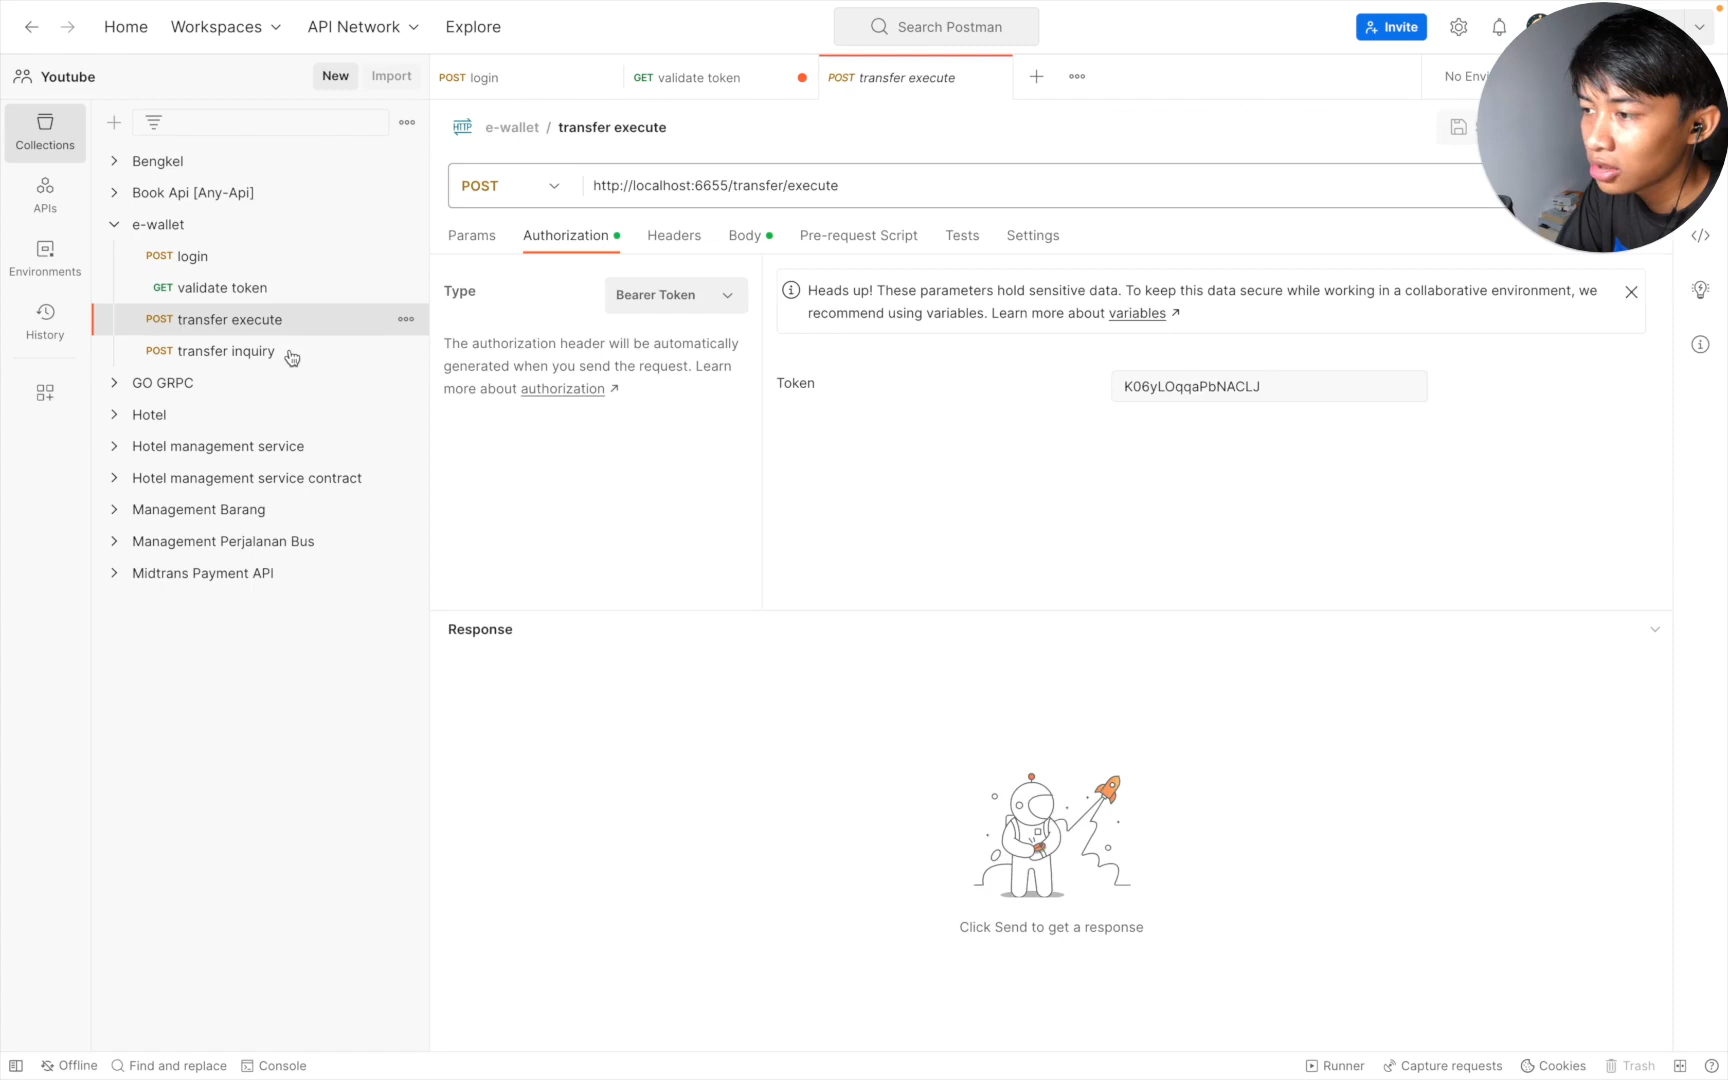 Home Workspaces API Network Explore Search Postman Invite
Youtube New Import POST login GET validate token POST transfer execute No Envi
Collections
APIs
Environments
History
Bengkel
Book Api [Any-Api]
e-wallet
POST login
GET validate token
POST transfer execute
POST transfer inquiry
GO GRPC
Hotel
Hotel management service
Hotel management service contract
Management Barang
Management Perjalanan Bus
Midtrans Payment API
HTTP e-wallet / transfer execute
POST http://localhost:6655/transfer/execute
Params Authorization Headers Body Pre-request Script Tests Settings
Type Bearer Token
The authorization header will be automatically
generated when you send the request. Learn
more about authorization ↗
Heads up! These parameters hold sensitive data. To keep this data secure while working in a collaborative environment, we
recommend using variables. Learn more about variables ↗
Token K06yLOqqaPbNACLJ
Response
Click Send to get a response
Offline Find and replace Console Runner Capture requests Cookies Trash